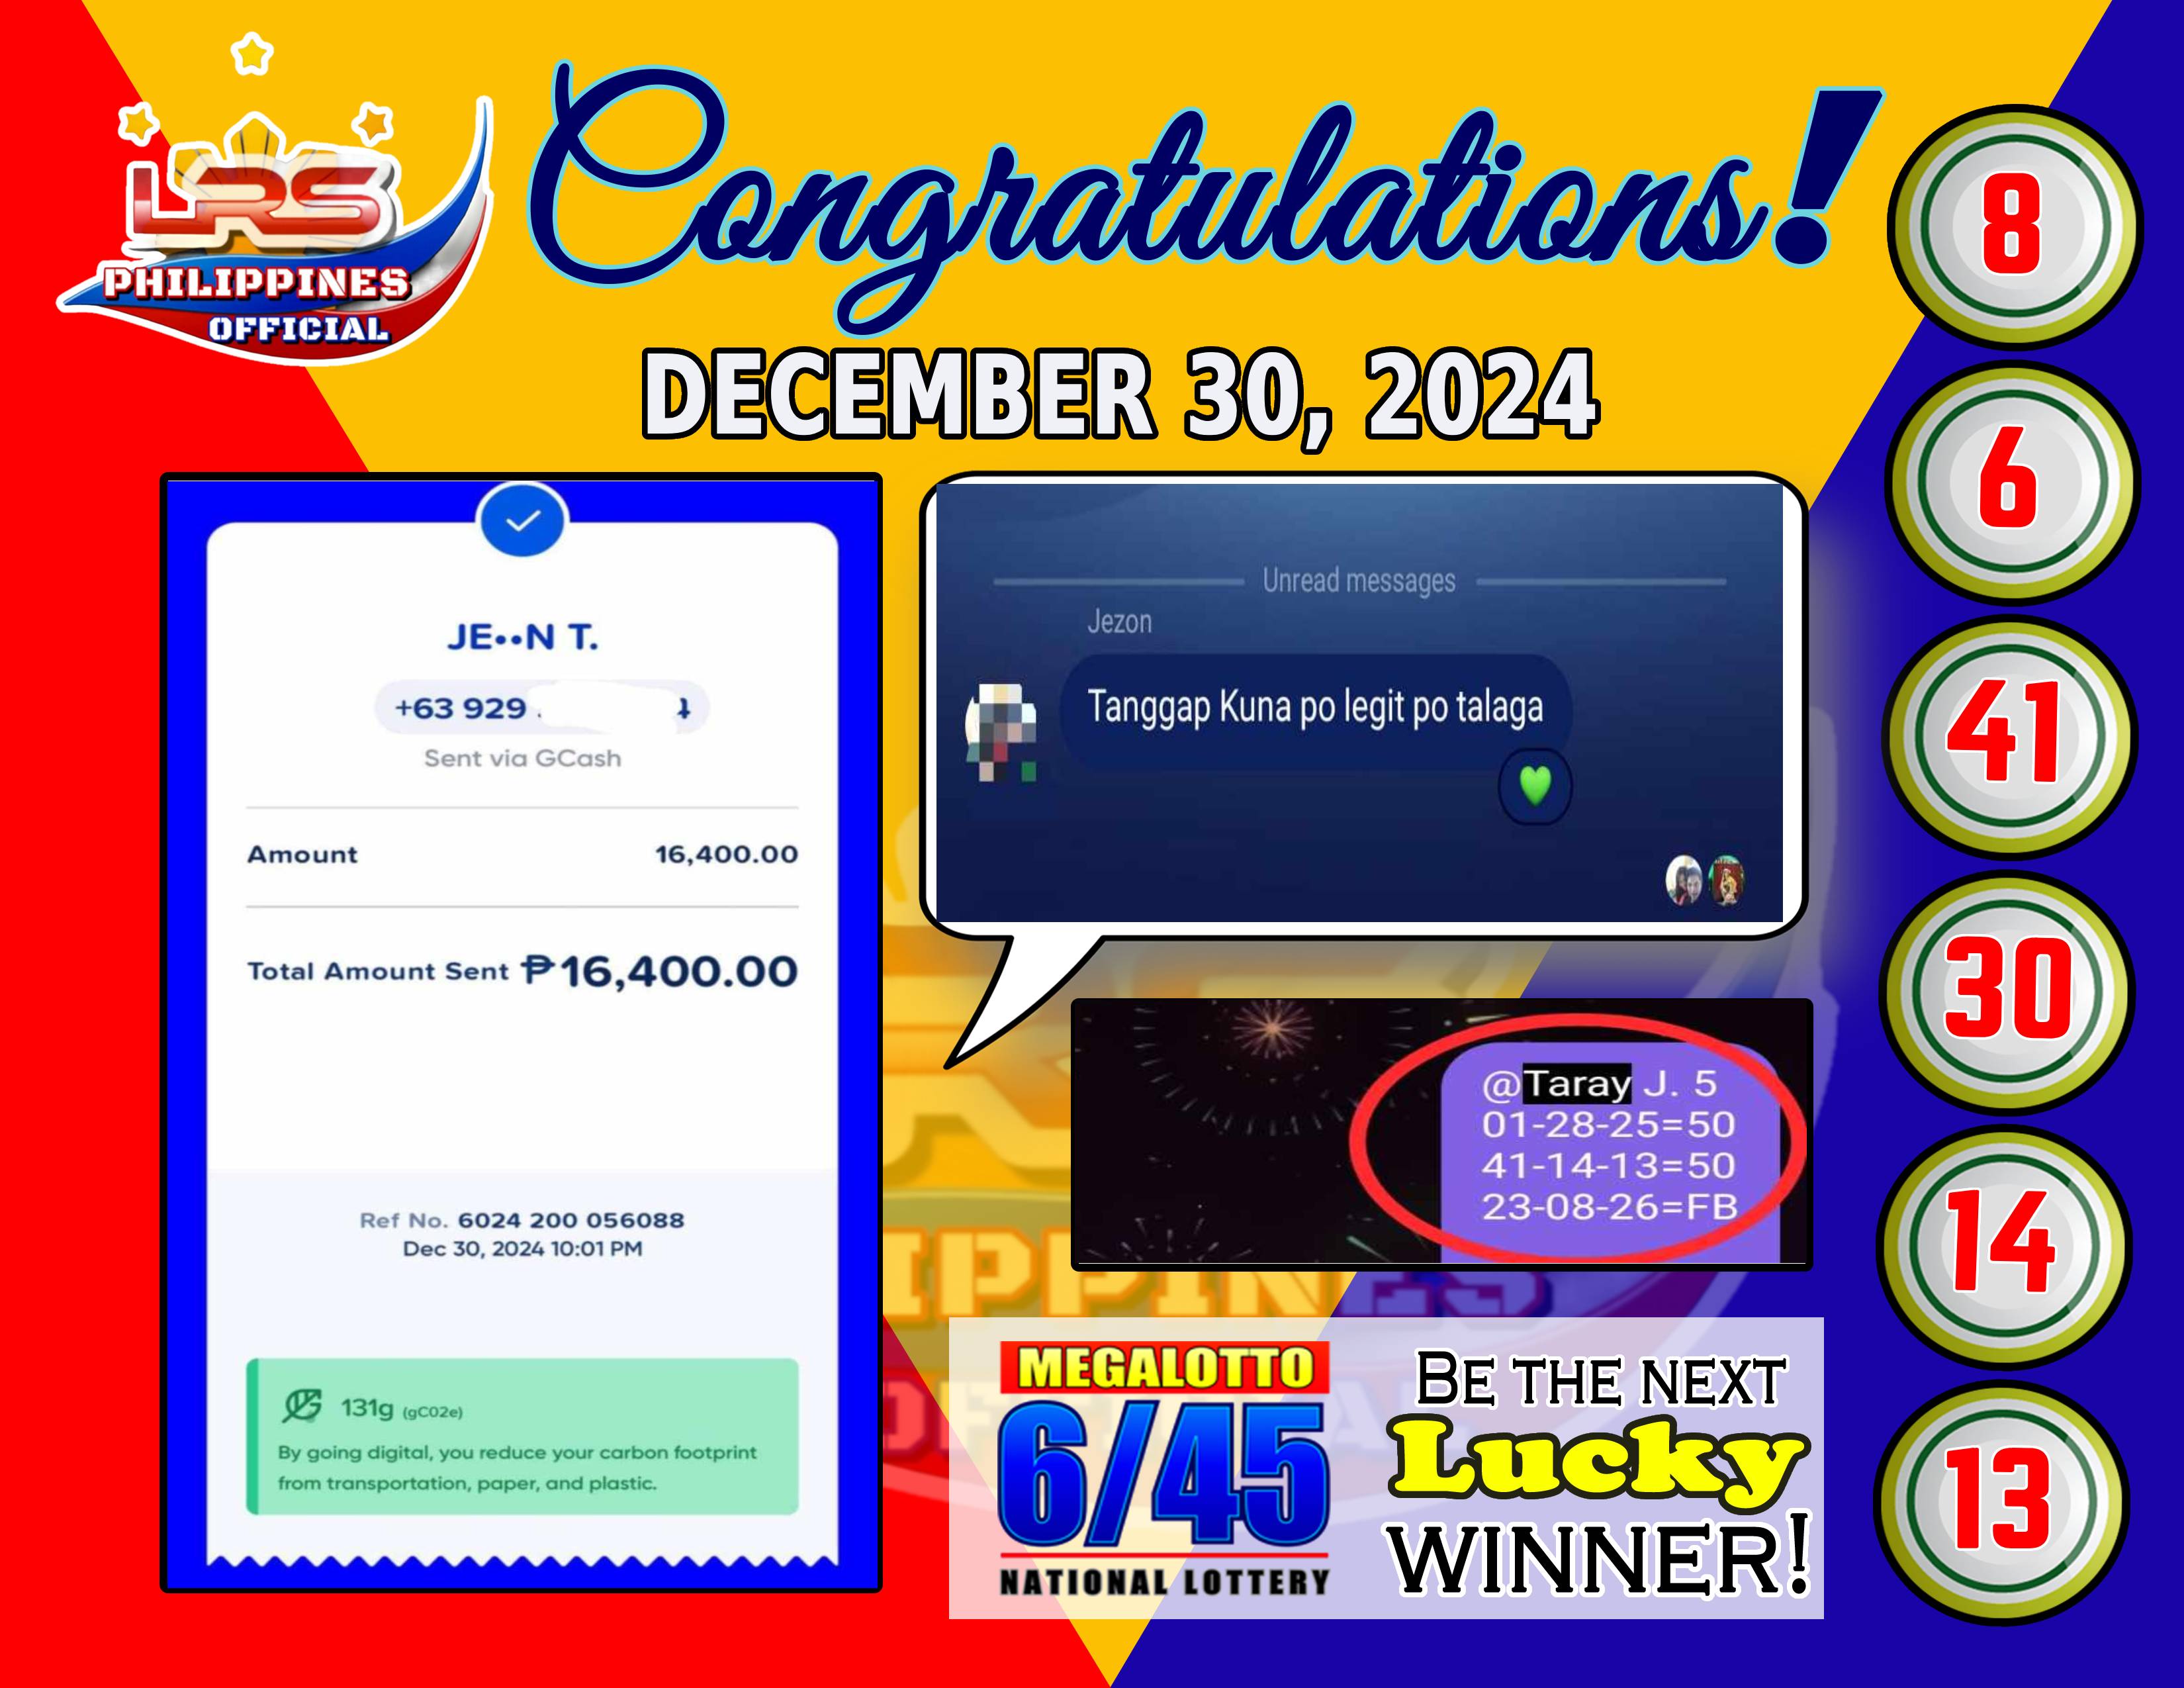 LRS
PHILIPPINES
OFFICIAL
Congratulations!
DECEMBER 30, 2024
JE••N T.
+63 929
Sent via GCash
Amount 16,400.00
Total Amount Sent ₱16,400.00
Ref No. 6024 200 056088
Dec 30, 2024 10:01 PM
131g (gCO2e)
By going digital, you reduce your carbon footprint
from transportation, paper, and plastic.
Unread messages
Jezon
Tanggap Kuna po legit po talaga
@Taray J. 5
01-28-25=50
41-14-13=50
23-08-26=FB
MEGALOTTO
6/45
NATIONAL LOTTERY
BE THE NEXT
Lucky
WINNER!
8
6
41
30
14
13